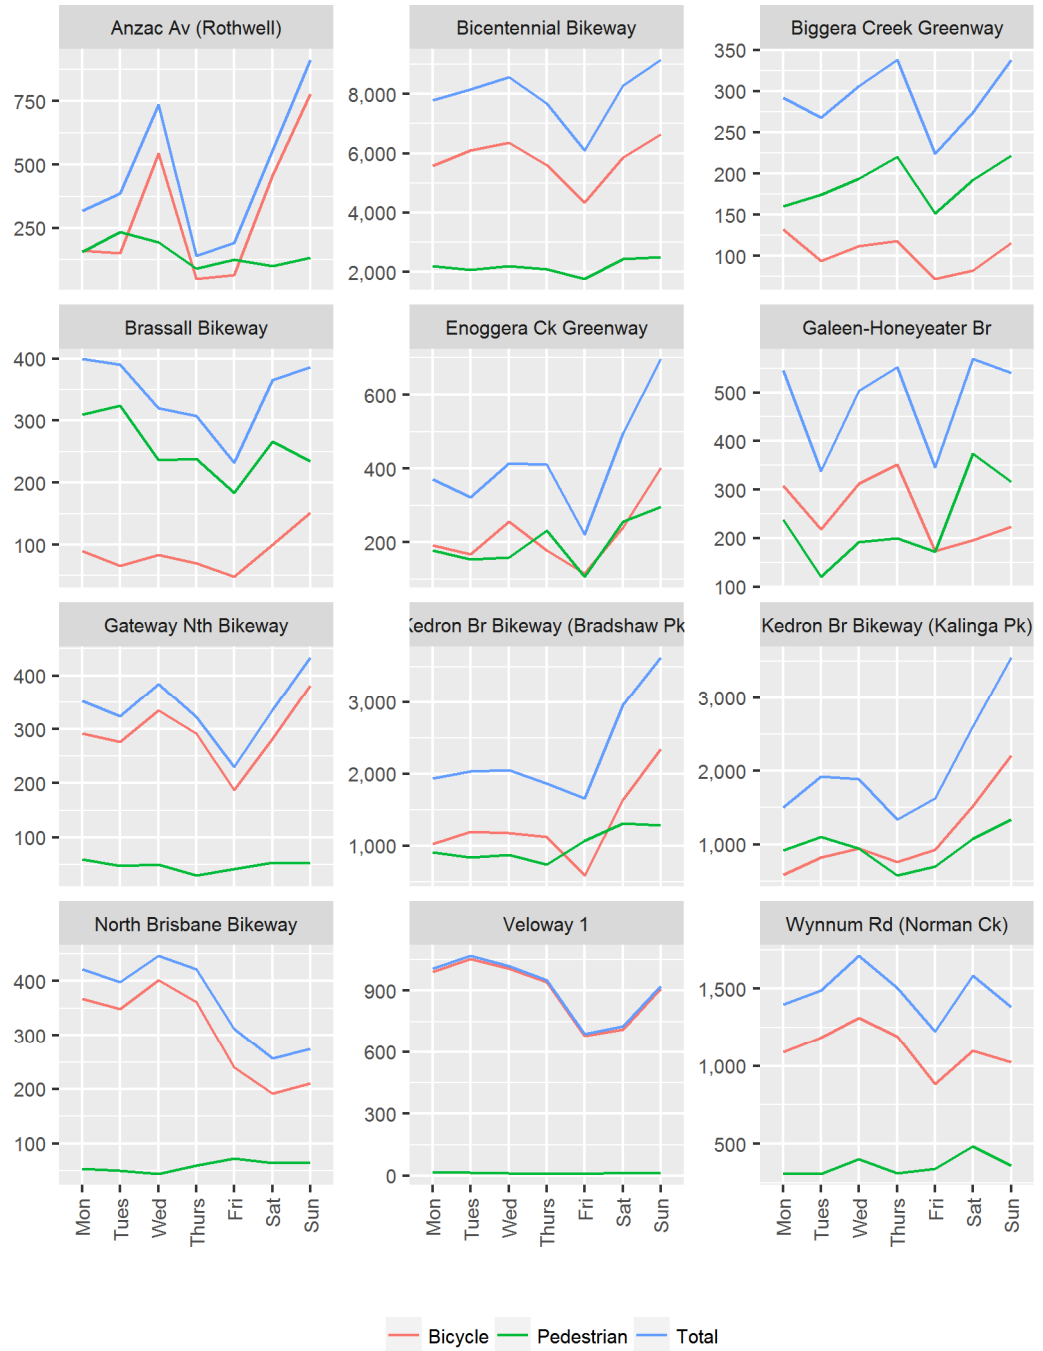 Anzac Av (Rothwell)
Bicentennial Bikeway
Biggera Creek Greenway
750
500
250
8,000
6,000
4,000
2,000
350
300
250
200
150
100
Brassall Bikeway
Enoggera Ck Greenway
Galeen-Honeyeater Br
400
300
200
100
600
400
200
500
400
300
200
100
Gateway Nth Bikeway
Kedron Br Bikeway (Bradshaw Pk
Kedron Br Bikeway (Kalinga Pk)
400
300
200
100
3,000
2,000
1,000
3,000
2,000
1,000
North Brisbane Bikeway
Veloway 1
Wynnum Rd (Norman Ck)
400
300
200
100
900
600
300
0
1,500
1,000
500
Mon
Tues
Wed
Thurs
Fri
Sat
Sun
Mon
Tues
Wed
Thurs
Fri
Sat
Sun
Mon
Tues
Wed
Thurs
Fri
Sat
Sun
Bicycle Pedestrian Total